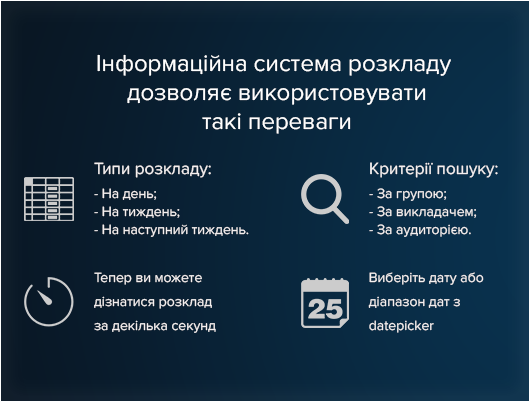 Інформаційна система розкладу
дозволяє використовувати
такі переваги
Типи розкладу:
- На день;
- На тиждень;
- На наступний тиждень.
Критерії пошуку:
- За групою;
- За викладачем;
- За аудиторією.
Тепер ви можете
дізнатися розклад
за декілька секунд
25
Виберіть дату або
діапазон дат з
datepicker